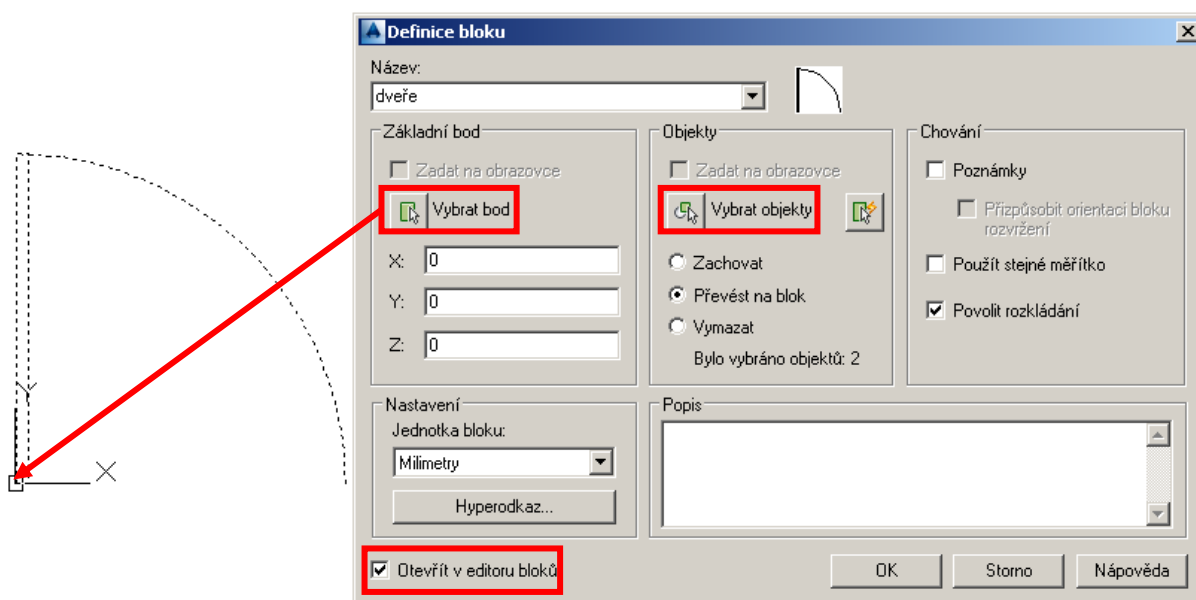 Definice bloku
Název:
dveře
Základní bod
Zadat na obrazovce
Vybrat bod
X: 0
Y: 0
Z: 0
Objekty
Zadat na obrazovce
Vybrat objekty
Zachovat
Převést na blok
Vymazat
Bylo vybráno objektů: 2
Chování
Poznámky
Přizpůsobit orientaci bloku
rozvržení
Použít stejné měřítko
Povolit rozkládání
Nastavení
Jednotka bloku:
Milimetry
Hyperodkaz...
Popis
Otevřít v editoru bloků
OK
Storno
Nápověda
Y
X